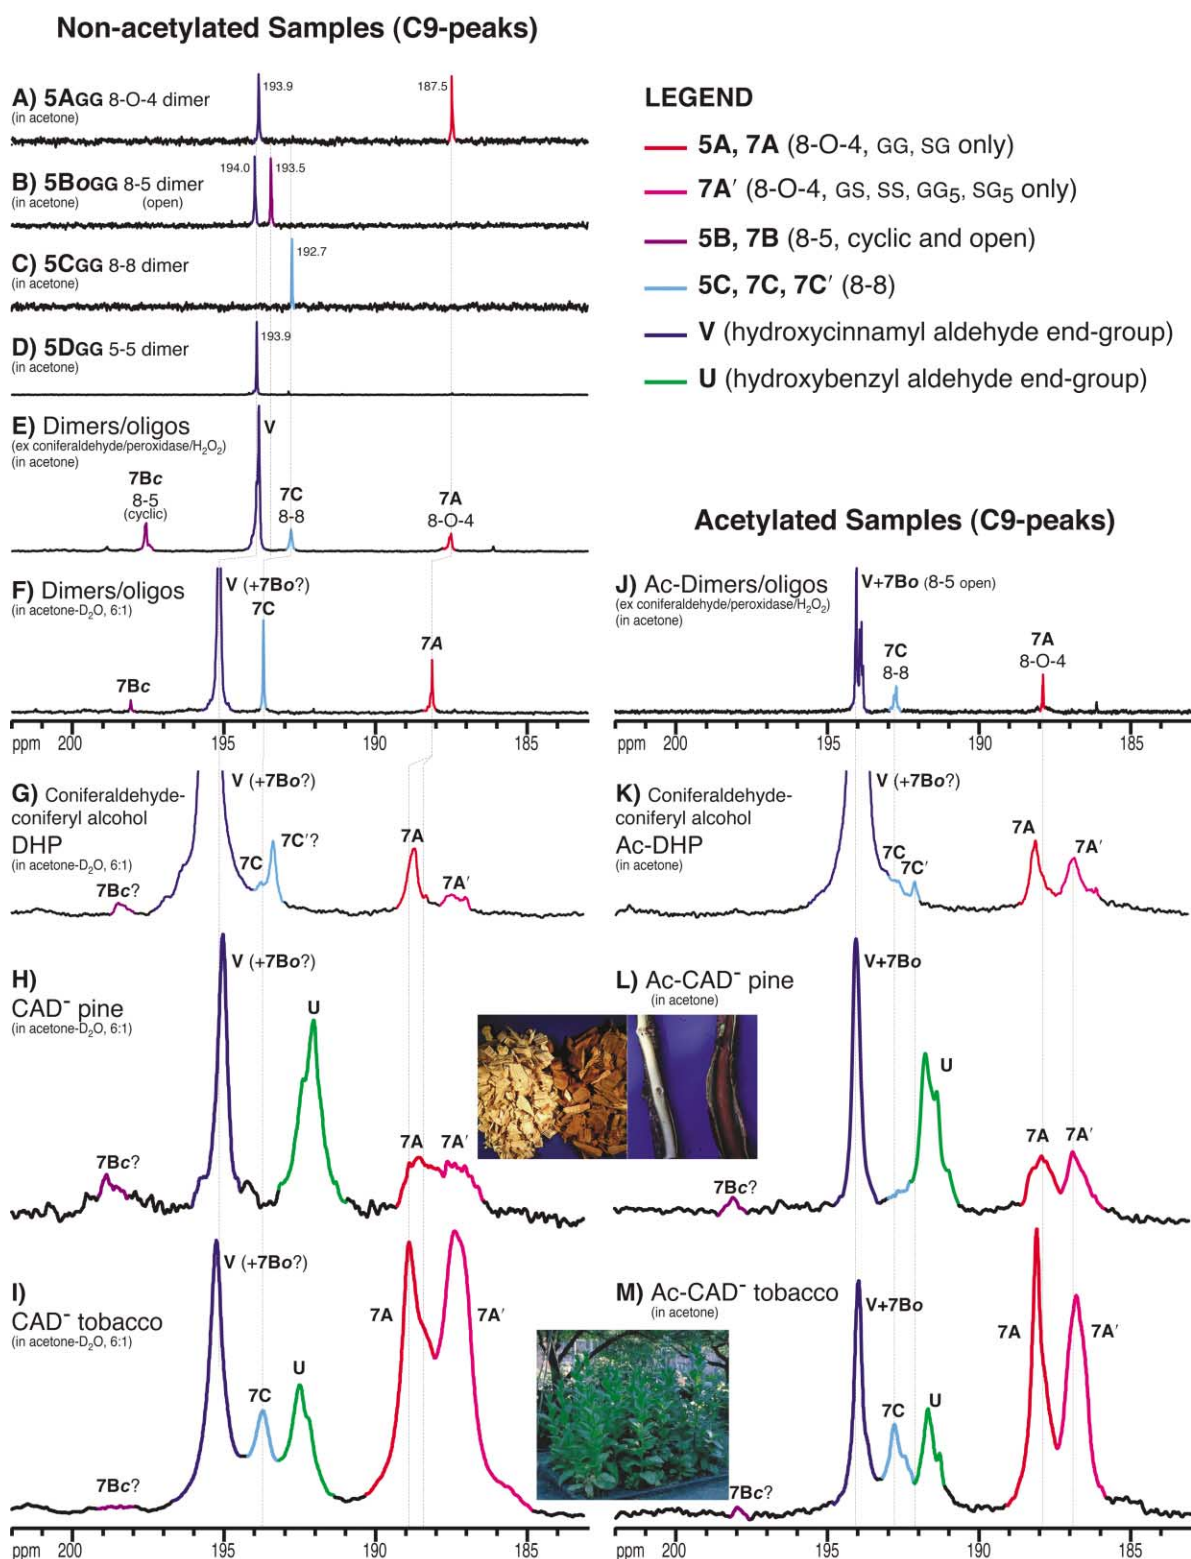 Non-acetylated Samples (C9-peaks)
A) 5AGG 8-O-4 dimer
(in acetone)
193.9
187.5
B) 5BoGG 8-5 dimer
(in acetone) (open)
194.0
193.5
C) 5CGG 8-8 dimer
(in acetone)
192.7
D) 5DGG 5-5 dimer
(in acetone)
193.9
E) Dimers/oligos
(ex coniferaldehyde/peroxidase/H₂O₂)
(in acetone)
V
7Bc
8-5
(cyclic)
7C
8-8
7A
8-O-4
F) Dimers/oligos
(in acetone-D₂O, 6:1)
V (+7Bo?)
7C
7A
7Bc
ppm 200 195 190 185
G) Coniferaldehyde-
coniferyl alcohol
DHP
(in acetone-D₂O, 6:1)
V (+7Bo?)
7C
7C′?
7A
7A′
7Bc?
H)
CAD⁻ pine
(in acetone-D₂O, 6:1)
V (+7Bo?)
U
7A
7A′
7Bc?
I)
CAD⁻ tobacco
(in acetone-D₂O, 6:1)
V (+7Bo?)
7C
U
7A
7A′
7Bc?
ppm 200 195 190 185
LEGEND
5A, 7A (8-O-4, GG, SG only)
7A′ (8-O-4, GS, SS, GG₅, SG₅ only)
5B, 7B (8-5, cyclic and open)
5C, 7C, 7C′ (8-8)
V (hydroxycinnamyl aldehyde end-group)
U (hydroxybenzyl aldehyde end-group)
Acetylated Samples (C9-peaks)
J) Ac-Dimers/oligos
(ex coniferaldehyde/peroxidase/H₂O₂)
(in acetone)
V+7Bo (8-5 open)
7C
8-8
7A
8-O-4
ppm 200 195 190 185
K) Coniferaldehyde-
coniferyl alcohol
Ac-DHP
(in acetone)
V (+7Bo?)
7C
7C′
7A
7A′
L) Ac-CAD⁻ pine
(in acetone)
V+7Bo
U
7A
7A′
7Bc?
M) Ac-CAD⁻ tobacco
(in acetone)
V+7Bo
7C
U
7A
7A′
7Bc?
ppm 200 195 190 185